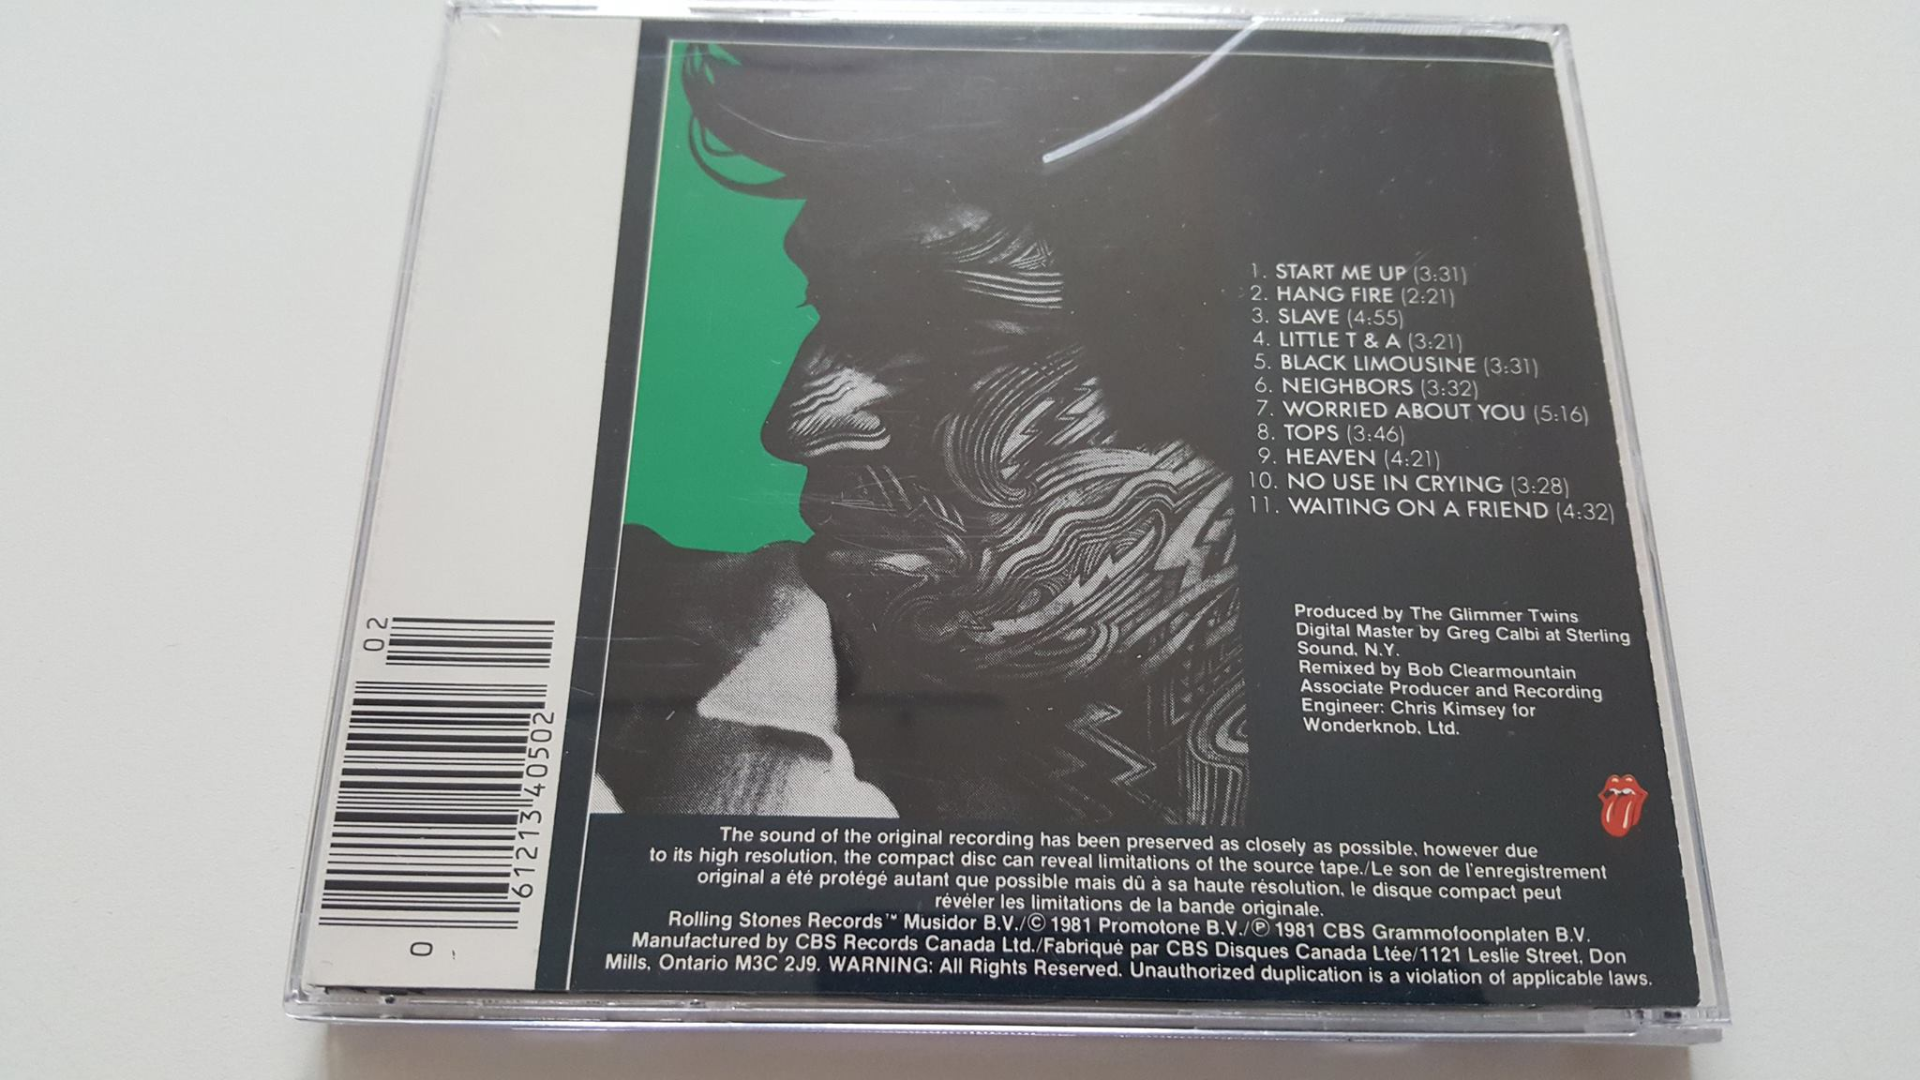 1. START ME UP (3:31)
2. HANG FIRE (2:21)
3. SLAVE (4:55)
4. LITTLE T & A (3:21)
5. BLACK LIMOUSINE (3:31)
6. NEIGHBORS (3:32)
7. WORRIED ABOUT YOU (5:16)
8. TOPS (3:46)
9. HEAVEN (4:21)
10. NO USE IN CRYING (3:28)
11. WAITING ON A FRIEND (4:32)
Produced by The Glimmer Twins
Digital Master by Greg Calbi at Sterling
Sound, N.Y.
Remixed by Bob Clearmountain
Associate Producer and Recording
Engineer: Chris Kimsey for
Wonderknob, Ltd.
The sound of the original recording has been preserved as closely as possible, however due
to its high resolution, the compact disc can reveal limitations of the source tape./Le son de l'enregistrement
original a été protégé autant que possible mais dû à sa haute résolution, le disque compact peut
révéler les limitations de la bande originale.
Rolling Stones Records™ Musidor B.V./© 1981 Promotone B.V./℗ 1981 CBS Grammofoonplaten B.V.
Manufactured by CBS Records Canada Ltd./Fabriqué par CBS Disques Canada Ltée/1121 Leslie Street, Don
Mills, Ontario M3C 2J9. WARNING: All Rights Reserved. Unauthorized duplication is a violation of applicable laws.
0 61213 40502
02